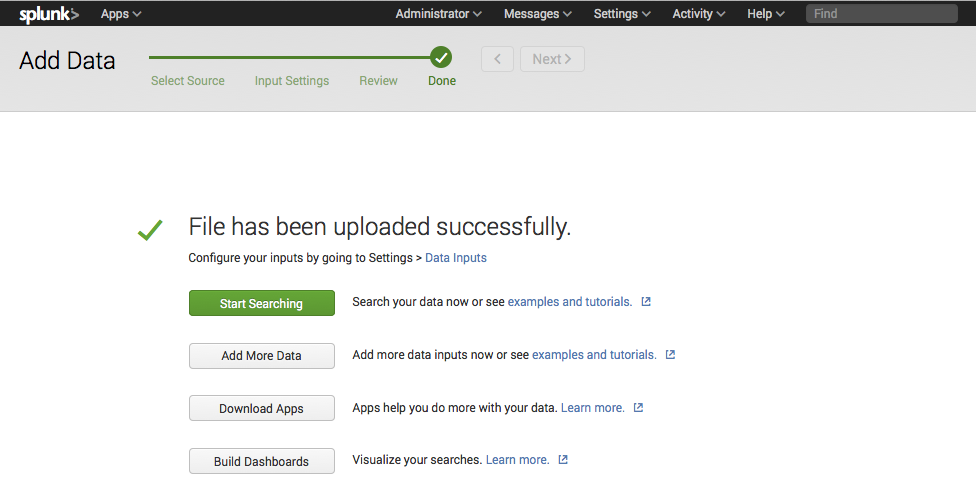 splunk> Apps Administrator Messages Settings Activity Help Find
Add Data
< Next >
Select Source Input Settings Review Done
File has been uploaded successfully.
Configure your inputs by going to Settings > Data Inputs
Start Searching Search your data now or see examples and tutorials.
Add More Data Add more data inputs now or see examples and tutorials.
Download Apps Apps help you do more with your data. Learn more.
Build Dashboards Visualize your searches. Learn more.